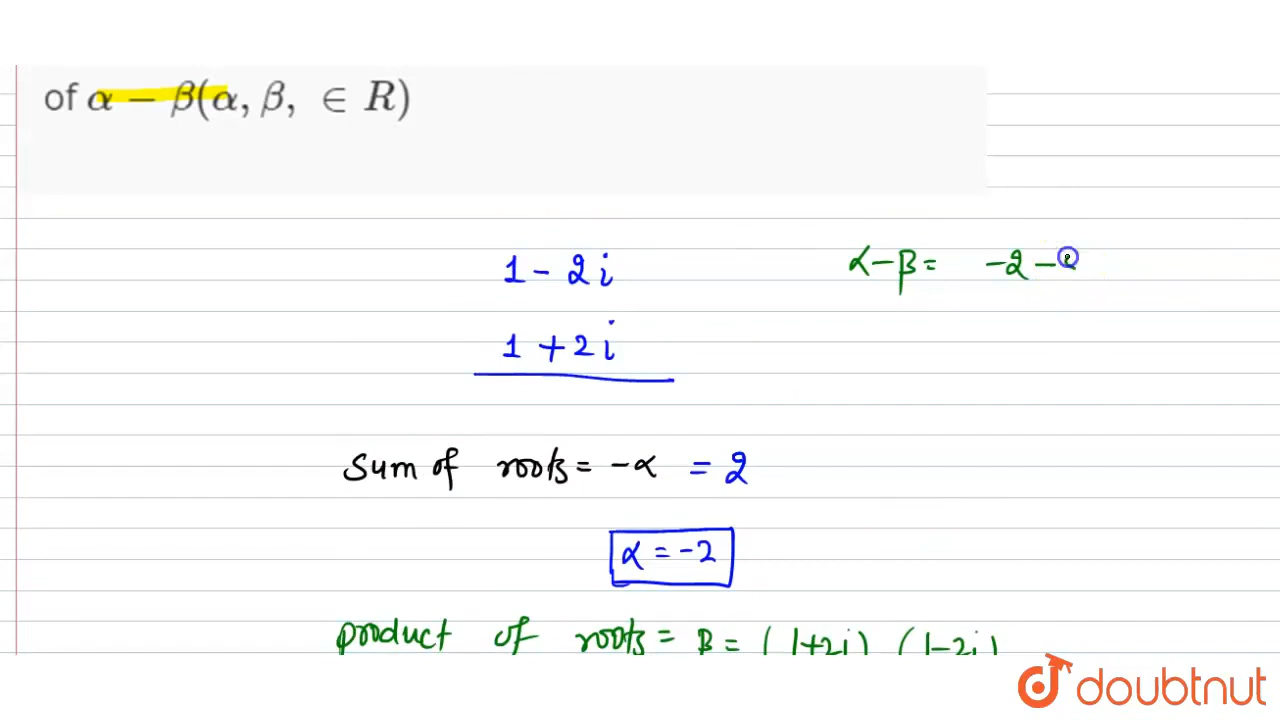 of α − β(α, β, ∈ R)
1 - 2i
α - β = -2 -
1 + 2i
Sum of roots = -α = 2
α = -2
product of roots = β = (1+2i) (1-2i)
doubtnut